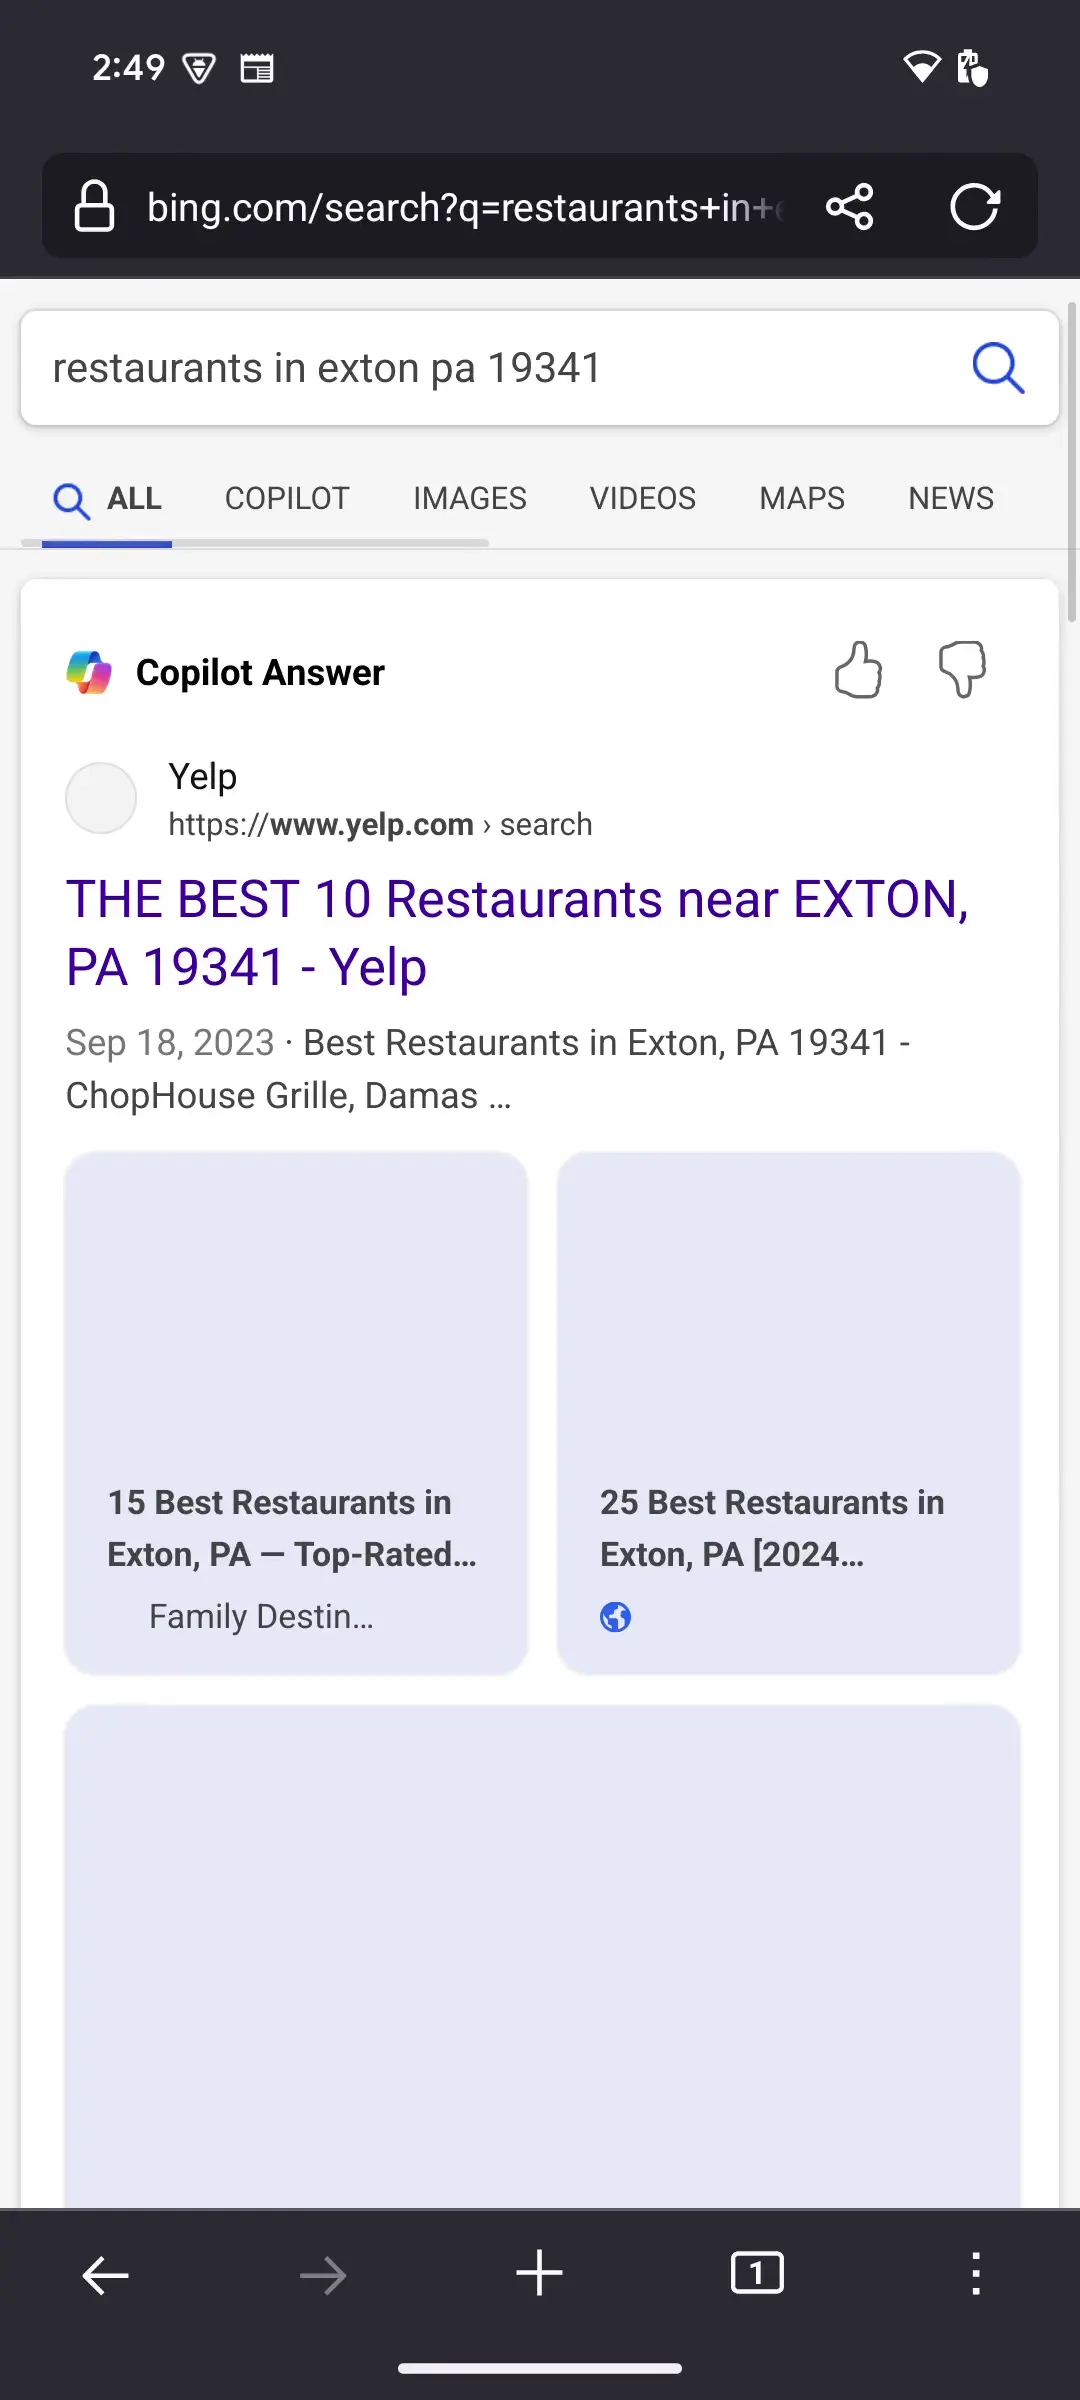 2:49
bing.com/search?q=restaurants+in+
restaurants in exton pa 19341
ALL COPILOT IMAGES VIDEOS MAPS NEWS
Copilot Answer
Yelp
https://www.yelp.com › search
THE BEST 10 Restaurants near EXTON,
PA 19341 - Yelp
Sep 18, 2023 · Best Restaurants in Exton, PA 19341 -
ChopHouse Grille, Damas ...
15 Best Restaurants in
Exton, PA — Top-Rated...
Family Destin...
25 Best Restaurants in
Exton, PA [2024...
1